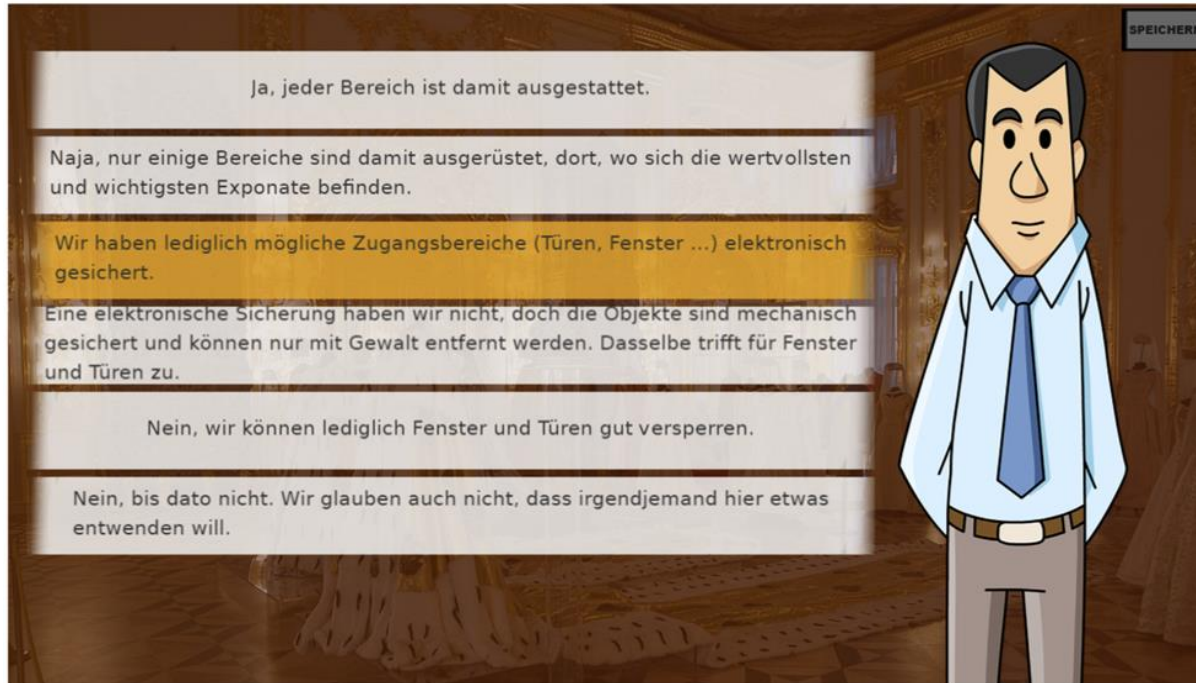 SPEICHER
Ja, jeder Bereich ist damit ausgestattet.
Naja, nur einige Bereiche sind damit ausgerüstet, dort, wo sich die wertvollsten
und wichtigsten Exponate befinden.
Wir haben lediglich mögliche Zugangsbereiche (Türen, Fenster ...) elektronisch
gesichert.
Eine elektronische Sicherung haben wir nicht, doch die Objekte sind mechanisch
gesichert und können nur mit Gewalt entfernt werden. Dasselbe trifft für Fenster
und Türen zu.
Nein, wir können lediglich Fenster und Türen gut versperren.
Nein, bis dato nicht. Wir glauben auch nicht, dass irgendjemand hier etwas
entwenden will.